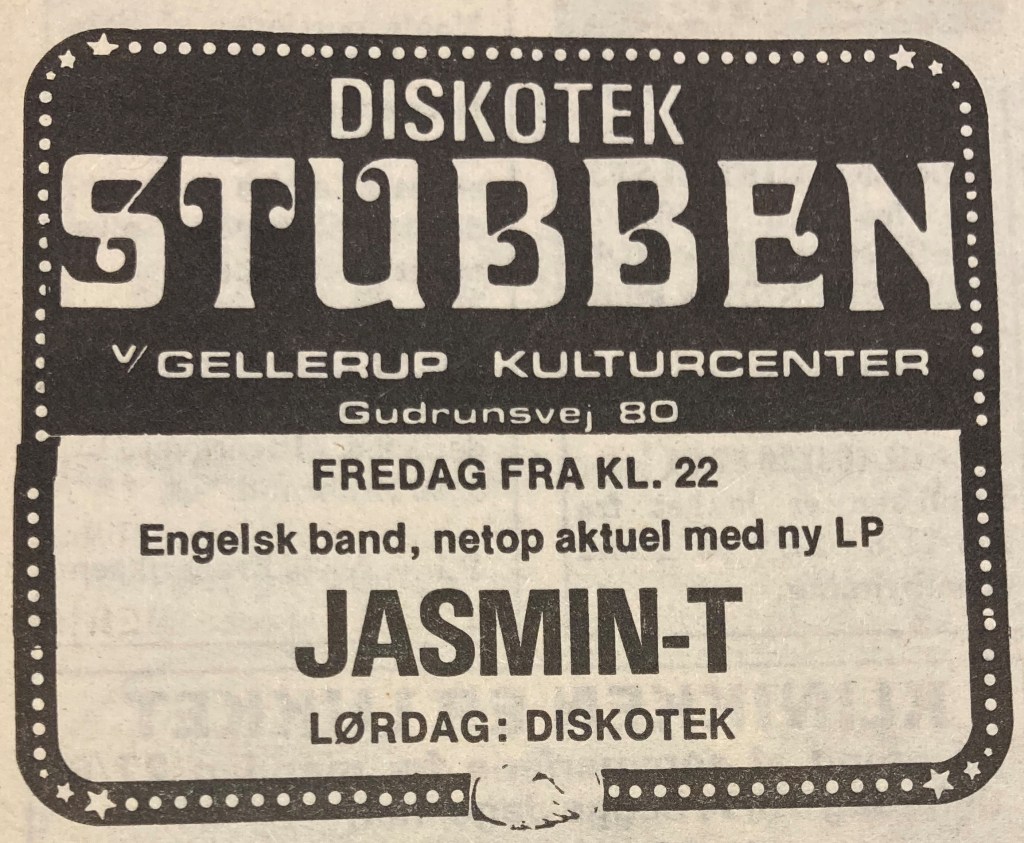 DISKOTEK
STUBBEN
v/ GELLERUP KULTURCENTER
Gudrunsvej 80
FREDAG FRA KL. 22
Engelsk band, netop aktuel med ny LP
JASMIN-T
LØRDAG: DISKOTEK